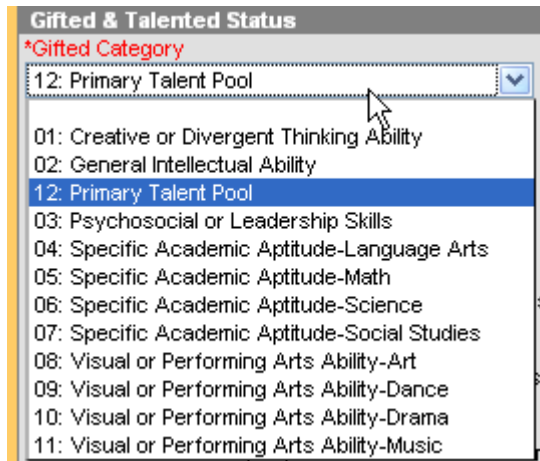 Gifted & Talented Status
*Gifted Category
12: Primary Talent Pool
01: Creative or Divergent Thinking Ability
02: General Intellectual Ability
12: Primary Talent Pool
03: Psychosocial or Leadership Skills
04: Specific Academic Aptitude-Language Arts
05: Specific Academic Aptitude-Math
06: Specific Academic Aptitude-Science
07: Specific Academic Aptitude-Social Studies
08: Visual or Performing Arts Ability-Art
09: Visual or Performing Arts Ability-Dance
10: Visual or Performing Arts Ability-Drama
11: Visual or Performing Arts Ability-Music